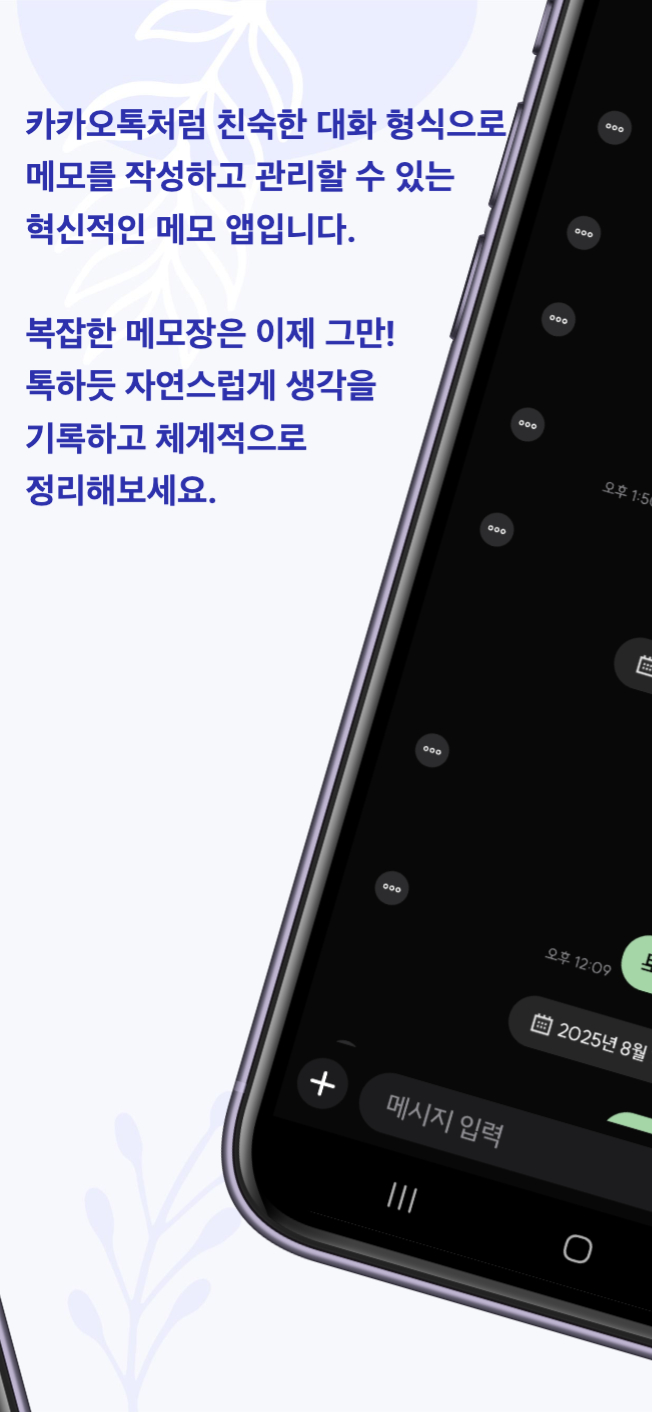 카카오톡처럼 친숙한 대화 형식으로
메모를 작성하고 관리할 수 있는
혁신적인 메모 앱입니다.
복잡한 메모장은 이제 그만!
톡하듯 자연스럽게 생각을
기록하고 체계적으로
정리해보세요.
오후 1:5
오후 12:09
2025년 8월
메시지 입력